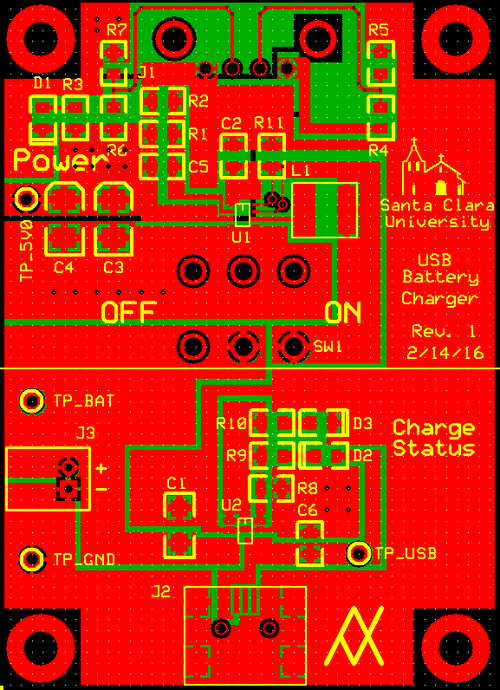 R7
R5
J1
D1 R3
R2
C2 R11
R1
R6
R4
Power
C5
L1
Santa Clara
University
TP_5V0
U1
C4
C3
USB
Battery
Charger
OFF
ON
Rev. 1
2/14/16
SW1
TP_BAT
R10
D3
Charge
Status
J3
+
-
R9
D2
C1
R8
U2
C6
TP_GND
TP_USB
J2